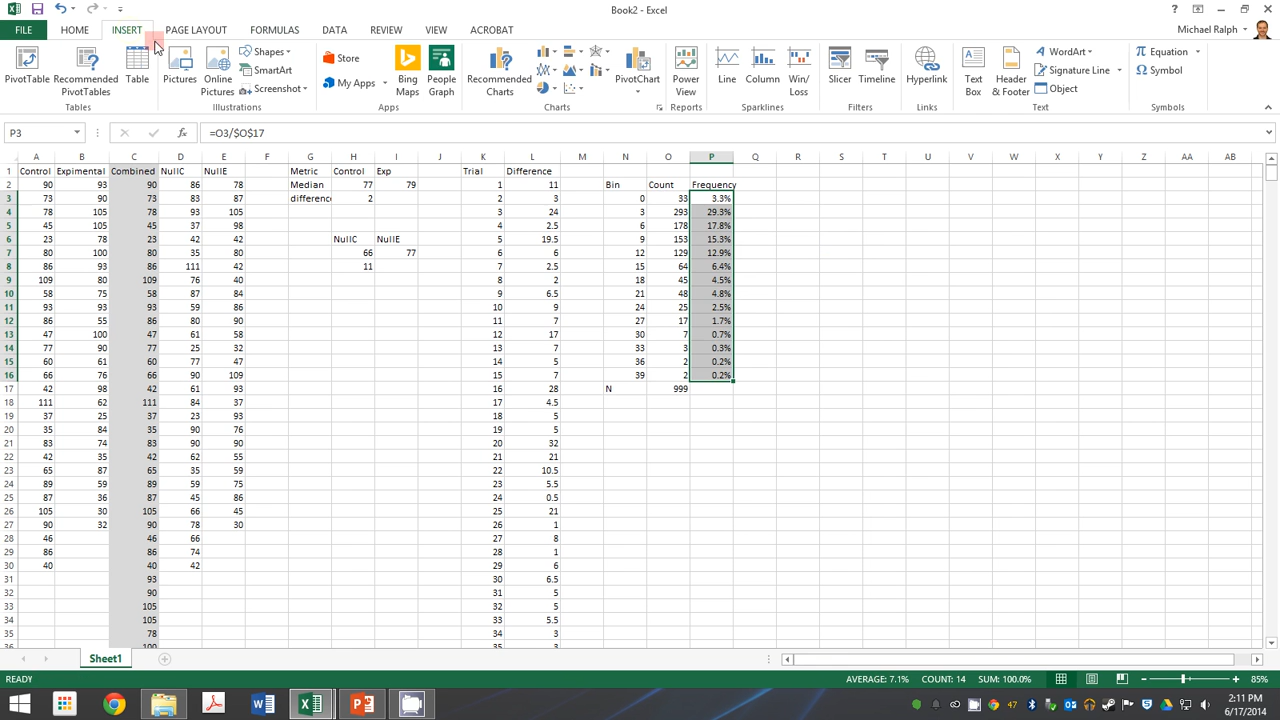 Book2 - Excel
FILE HOME INSERT PAGE LAYOUT FORMULAS DATA REVIEW VIEW ACROBAT Michael Ralph
PivotTable Recommended PivotTables Table Pictures Online Pictures Shapes SmartArt Screenshot Store My Apps Bing Maps People Graph Recommended Charts PivotChart Power View Line Column Win/Loss Slicer Timeline Hyperlink Text Box Header & Footer WordArt Signature Line Object Equation Symbol
Tables Illustrations Apps Charts Reports Sparklines Filters Links Text Symbols
P3 fx =O3/$O$17
A B C D E F G H I J K L M N O P Q R S T U V W X Y Z AA AB
1 Control Expimental Combined NullC NullE Metric Control Exp Trial Difference
2 90 93 90 86 78 Median 77 79 1 11 Bin Count Frequency
3 73 90 73 83 87 difference 2 2 3 0 33 3.3%
4 78 105 78 93 105 3 24 3 293 29.3%
5 45 105 45 37 98 4 2.5 6 178 17.8%
6 23 78 23 42 42 NullC NullE 5 19.5 9 153 15.3%
7 80 100 80 35 80 66 77 6 6 12 129 12.9%
8 86 93 86 111 42 11 7 2.5 15 64 6.4%
9 109 80 109 76 40 8 2 18 45 4.5%
10 58 75 58 87 84 9 6.5 21 48 4.8%
11 93 93 93 59 86 10 9 24 25 2.5%
12 86 55 86 80 90 11 7 27 17 1.7%
13 47 100 47 61 58 12 17 30 7 0.7%
14 77 90 77 25 32 13 7 33 3 0.3%
15 60 61 60 77 47 14 5 36 2 0.2%
16 66 76 66 90 109 15 7 39 2 0.2%
17 42 98 42 61 93 16 28 N 999
18 111 62 111 84 37 17 4.5
19 37 25 37 23 93 18 5
20 35 84 35 90 76 19 5
21 83 74 83 90 90 20 32
22 42 35 42 62 55 21 21
23 65 87 65 35 59 22 10.5
24 89 59 89 59 75 23 5.5
25 87 36 87 45 86 24 0.5
26 105 30 105 66 45 25 21
27 90 32 90 78 30 26 1
28 46 46 66 27 8
29 86 86 74 28 1
30 40 40 42 29 6
31 93 30 6.5
32 90 31 5
33 105 32 5
34 105 33 5.5
35 78 34 3
100 35 3
Sheet1
READY AVERAGE: 7.1% COUNT: 14 SUM: 100.0% 85%
2:11 PM
6/17/2014